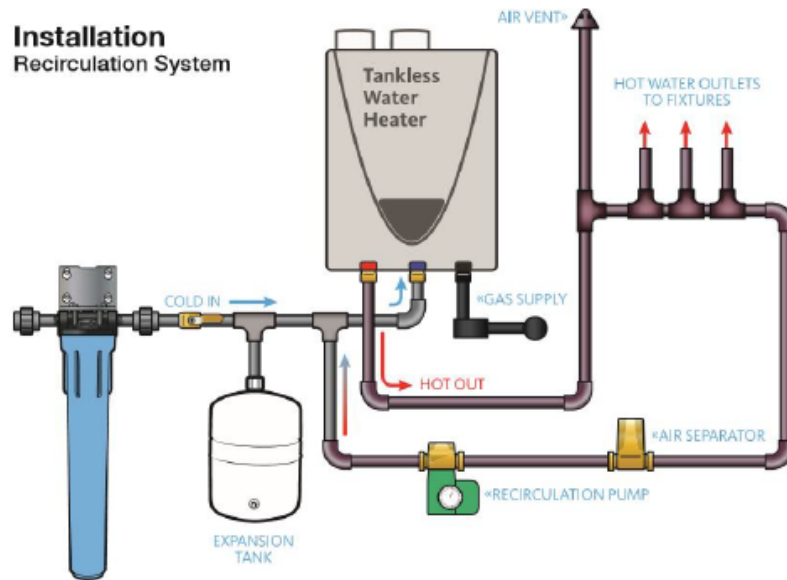 Installation
Recirculation System
Tankless
Water
Heater
AIR VENT»
HOT WATER OUTLETS
TO FIXTURES
COLD IN
«GAS SUPPLY
HOT OUT
«AIR SEPARATOR
«RECIRCULATION PUMP
EXPANSION
TANK